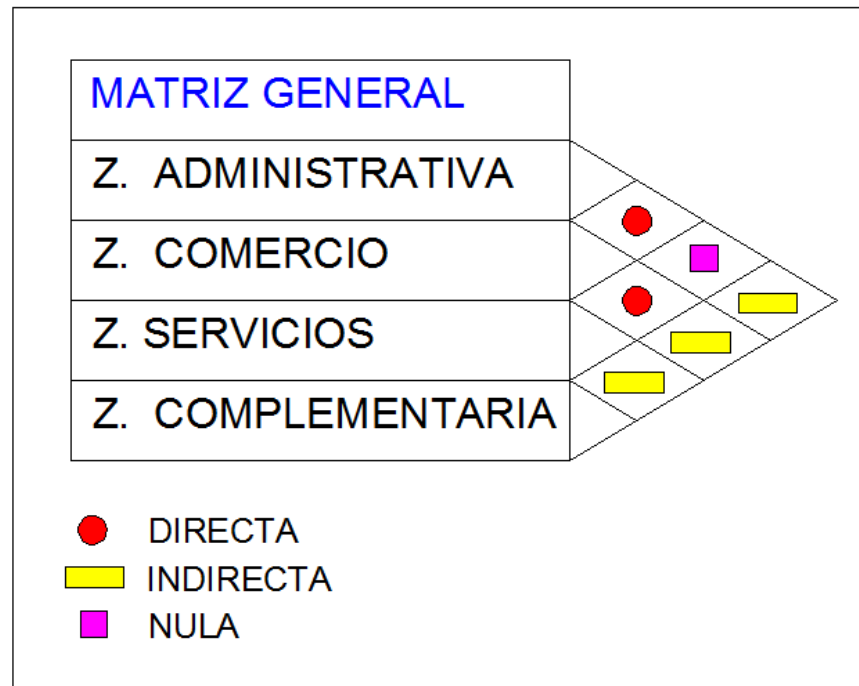 MATRIZ GENERAL
Z. ADMINISTRATIVA
Z. COMERCIO
Z. SERVICIOS
Z. COMPLEMENTARIA
DIRECTA
INDIRECTA
NULA